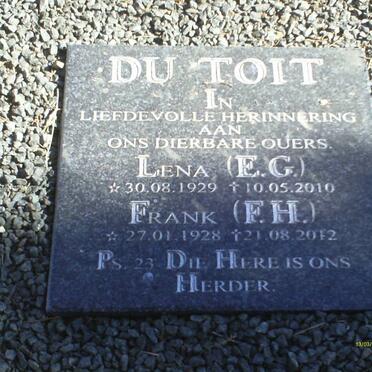 DU TOIT
IN
LIEFDEVOLLE HERINNERING
AAN
ONS DIERBARE OUERS.
LENA (E.G.)
☆ 30.08.1929 ✝ 10.05.2010
FRANK (F.H.)
☆ 27.01.1928 ✝ 21.08.2012
PS. 23. DIE HERE IS ONS
HERDER.